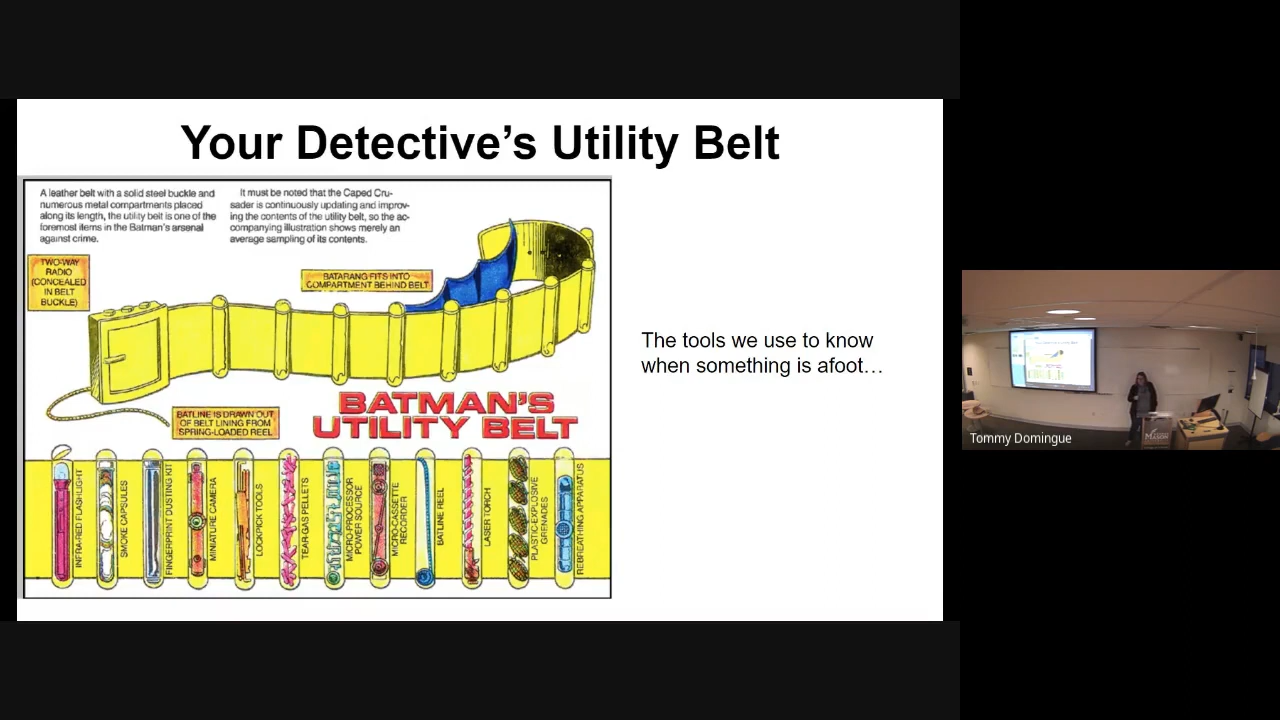 Your Detective's Utility Belt
A leather belt with a solid steel buckle and
numerous metal compartments placed
along its length, the utility belt is one of the
foremost items in the Batman's arsenal
against crime.
It must be noted that the Caped Cru-
sader is continuously updating and improv-
ing the contents of the utility belt, so the ac-
companying illustration shows merely an
average sampling of its contents.
TWO-WAY
RADIO
(CONCEALED
IN BELT
BUCKLE)
BATARANG FITS INTO
COMPARTMENT BEHIND BELT
The tools we use to know
when something is afoot…
BATLINE IS DRAWN OUT
OF BELT LINING FROM
SPRING-LOADED REEL
BATMAN'S
UTILITY BELT
INFRA-RED FLASHLIGHT
SMOKE CAPSULES
FINGERPRINT DUSTING KIT
MINIATURE CAMERA
LOCKPICK TOOLS
TEAR-GAS PELLETS
MICRO-PROCESSOR
POWER SOURCE
MICRO-CASSETTE
RECORDER
BATLINE REEL
LASER TORCH
PLASTIC-EXPLOSIVE
GRENADES
REBREATHING APPARATUS
Tommy Domingue